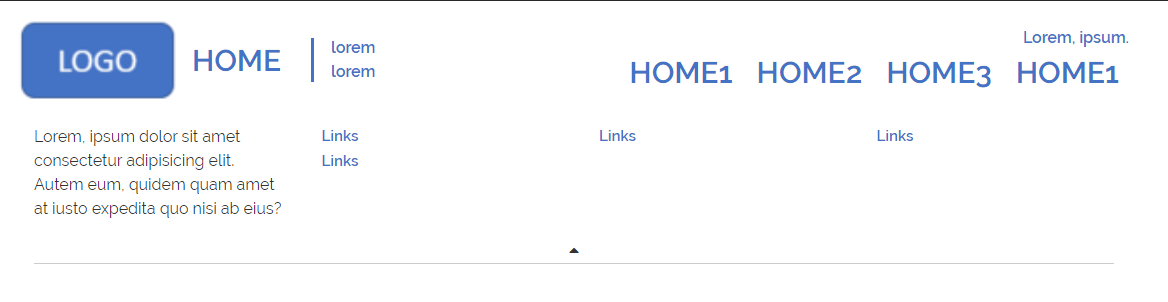 LOGO
HOME
lorem
lorem
Lorem, ipsum.
HOME1 HOME2 HOME3 HOME1
Lorem, ipsum dolor sit amet
consectetur adipisicing elit.
Autem eum, quidem quam amet
at iusto expedita quo nisi ab eius?
Links
Links
Links
Links